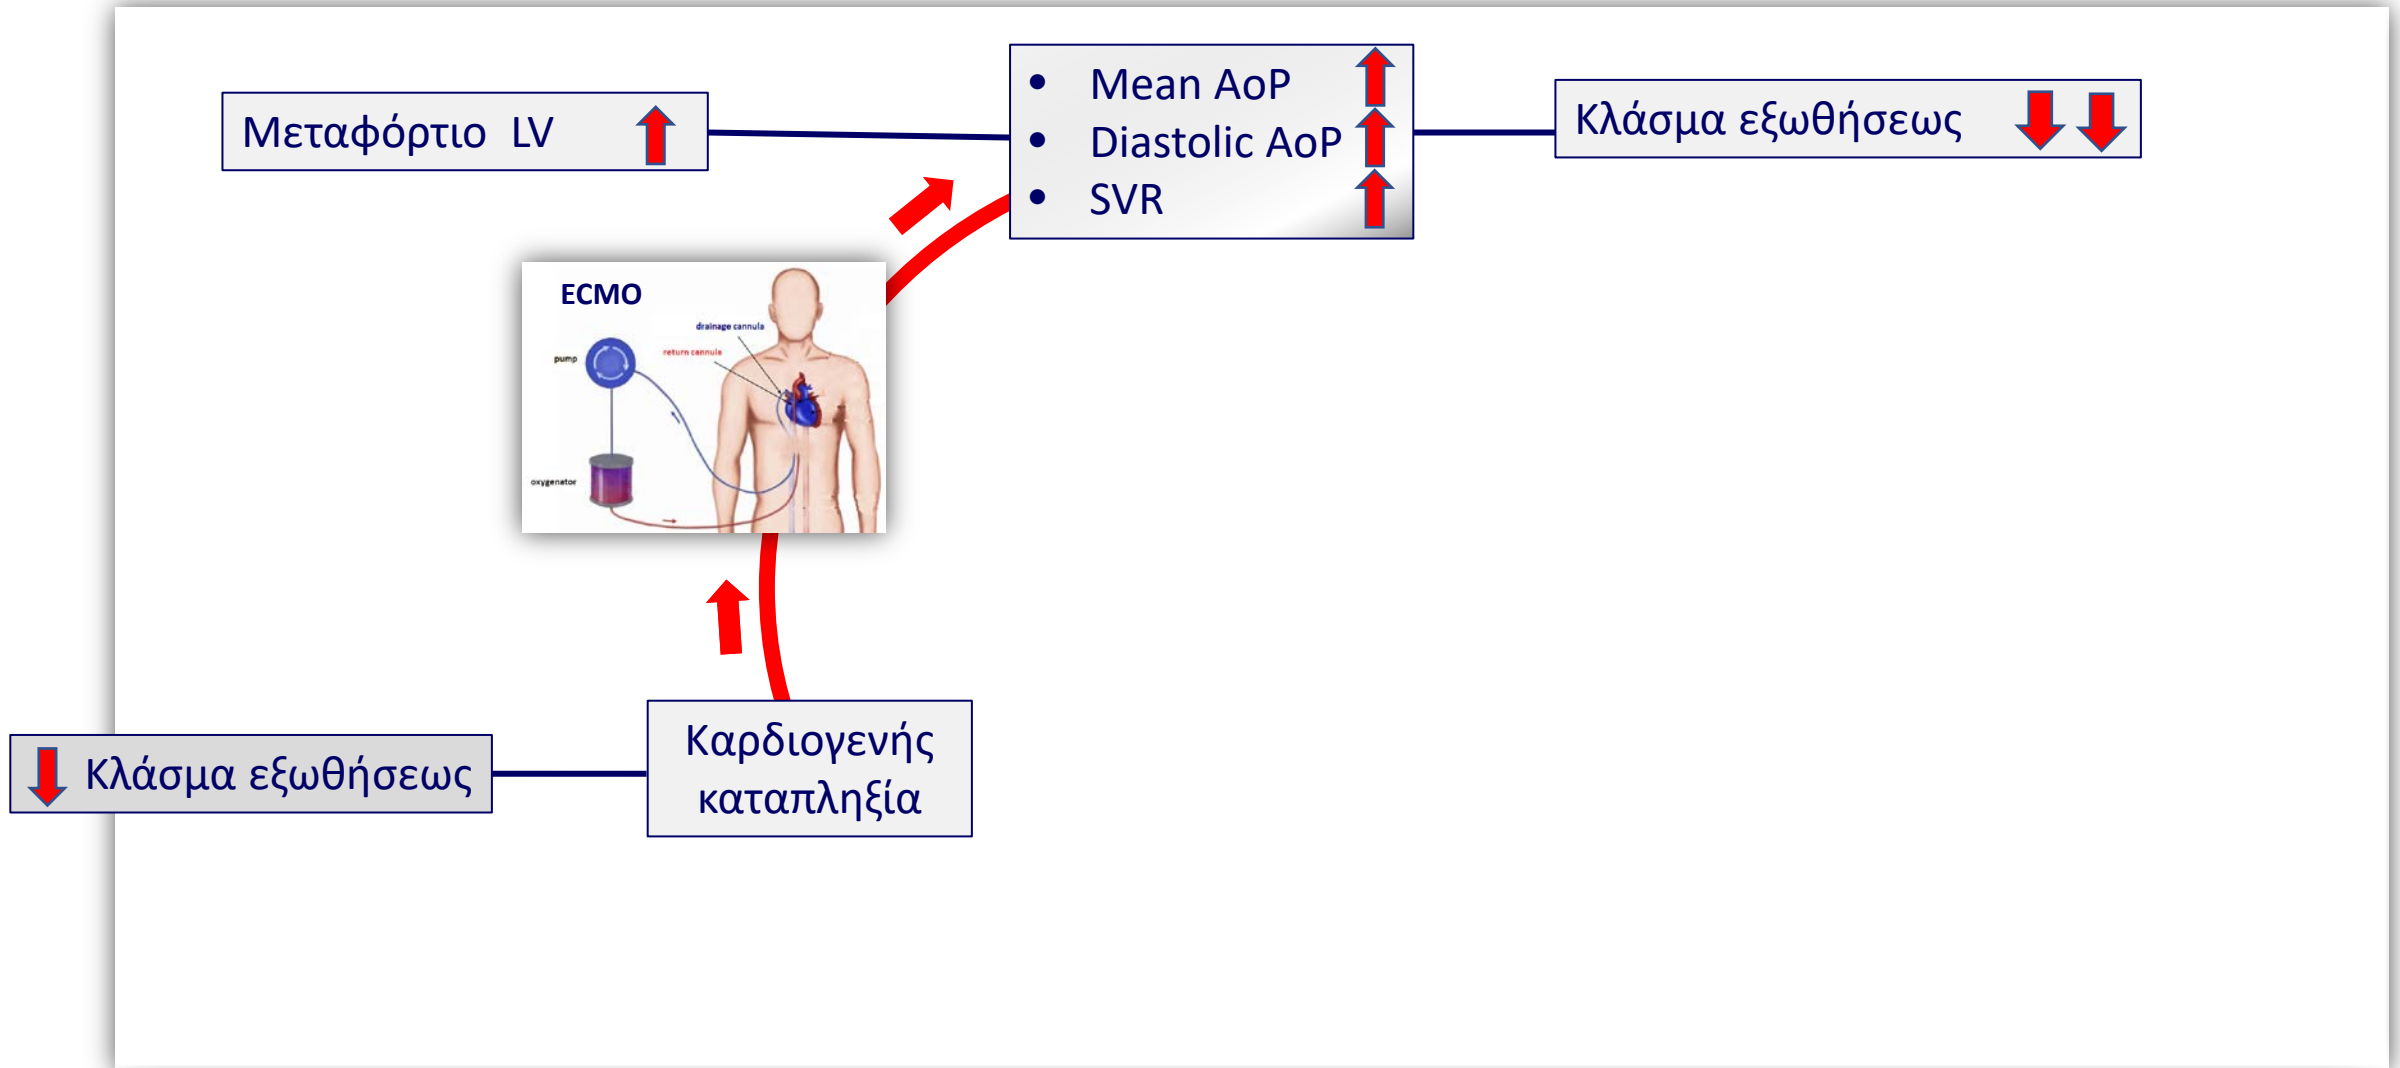 Μεταφόρτιο LV
• Mean AoP
• Diastolic AoP
• SVR
Κλάσμα εξωθήσεως
ECMO
drainage cannula
return cannula
pump
oxygenator
Κλάσμα εξωθήσεως
Καρδιογενής
καταπληξία